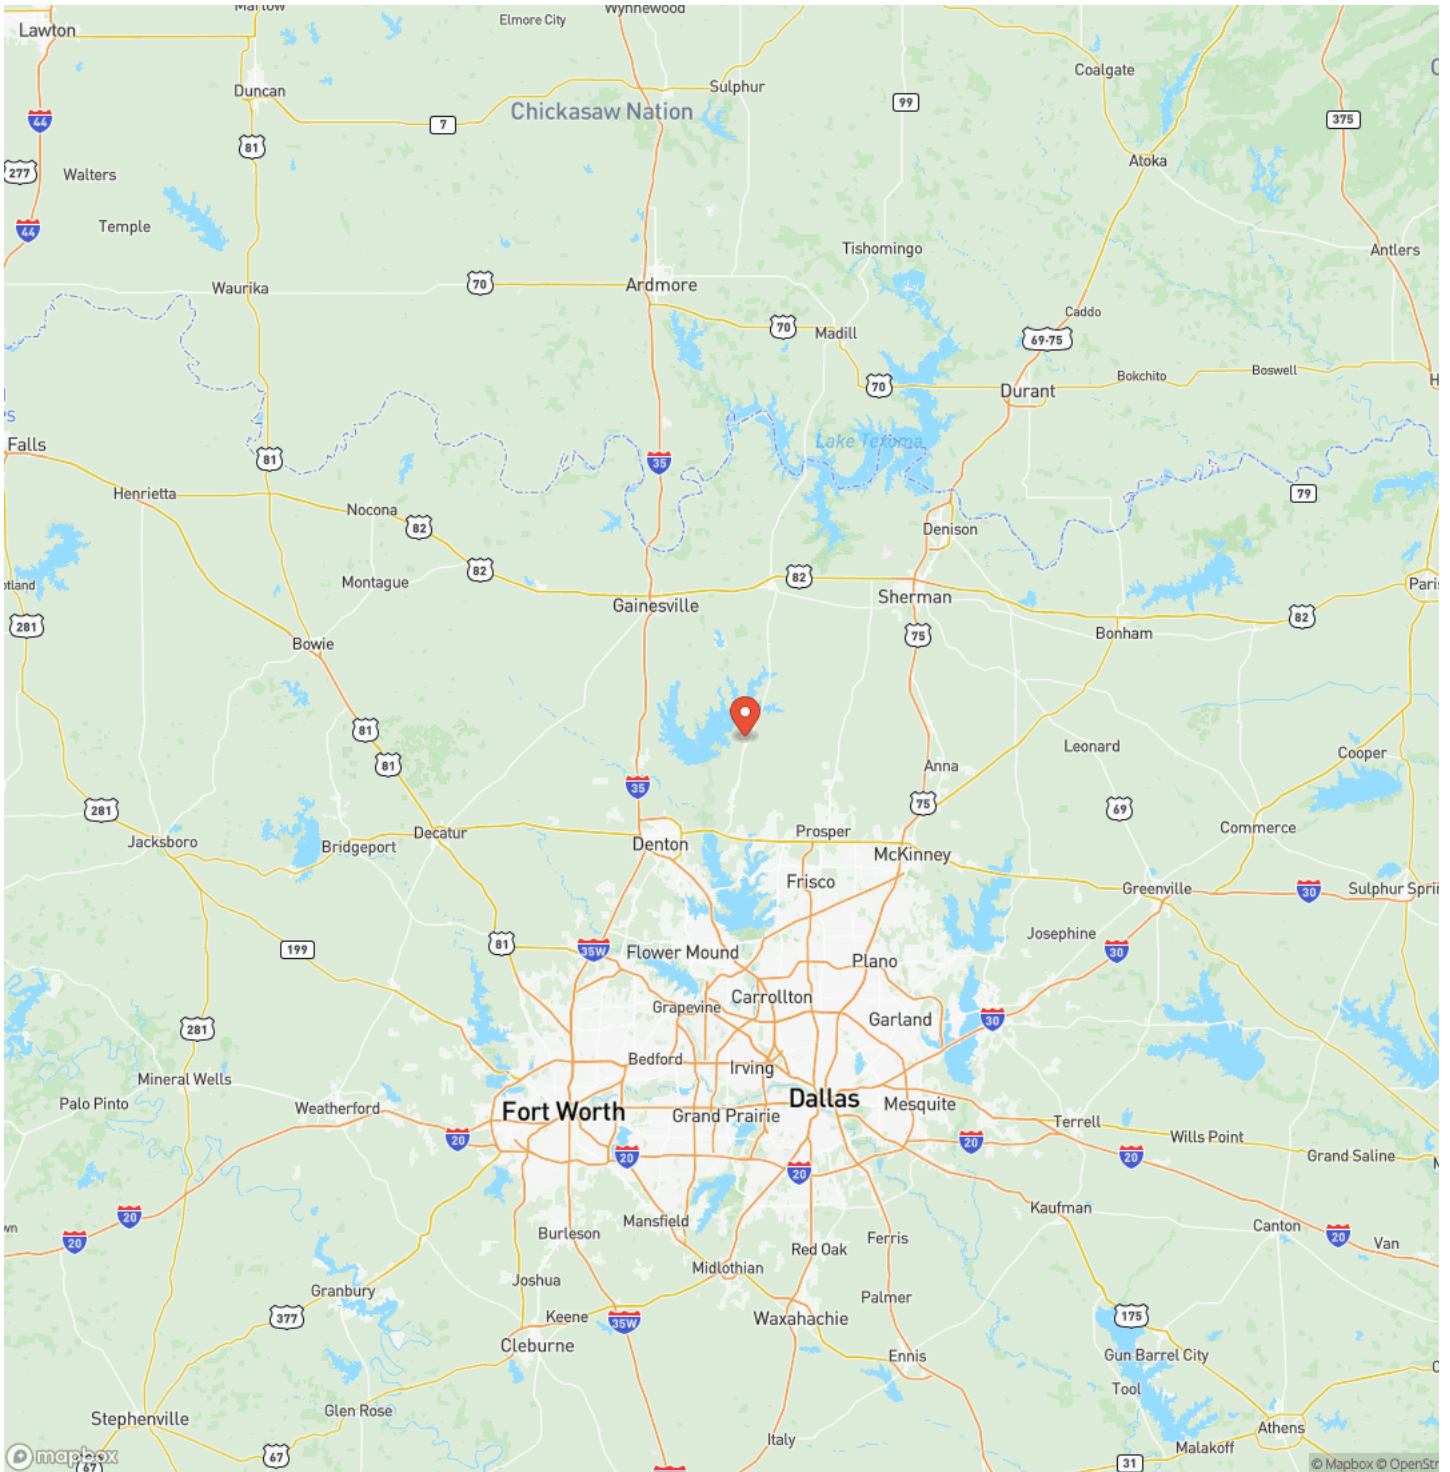 Marlow
Elmore City
Wynnewood
Lawton
Coalgate
Duncan
Sulphur
Chickasaw Nation
99
44
7
375
81
Atoka
277
Walters
Temple
44
Tishomingo
Antlers
Waurika
70
Ardmore
Caddo
70
Madill
69-75
Boswell
Bokchito
70
Durant
Falls
Lake Texoma
81
35
Henrietta
79
Nocona
82
Denison
82
82
Montague
Sherman
Gainesville
82
281
75
Bonham
Bowie
81
Leonard
Cooper
81
Anna
35
75
69
281
Commerce
Decatur
Prosper
Jacksboro
Bridgeport
Denton
McKinney
Frisco
Greenville
30
Josephine
81
199
35W
Flower Mound
30
Plano
Carrollton
Grapevine
Garland
30
281
Bedford
Irving
Mineral Wells
Palo Pinto
Weatherford
Fort Worth
Grand Prairie
Dallas
Mesquite
Terrell
20
Wills Point
20
20
20
Grand Saline
20
Kaufman
20
Mansfield
Canton
20
Burleson
Ferris
20
Van
Red Oak
Midlothian
Joshua
Granbury
Palmer
377
Keene
35W
Waxahachie
175
Cleburne
Ennis
Gun Barrel City
Tool
Stephenville
Glen Rose
Athens
Italy
Malakoff
67
67
31
mapbox
© Mapbox © OpenStr